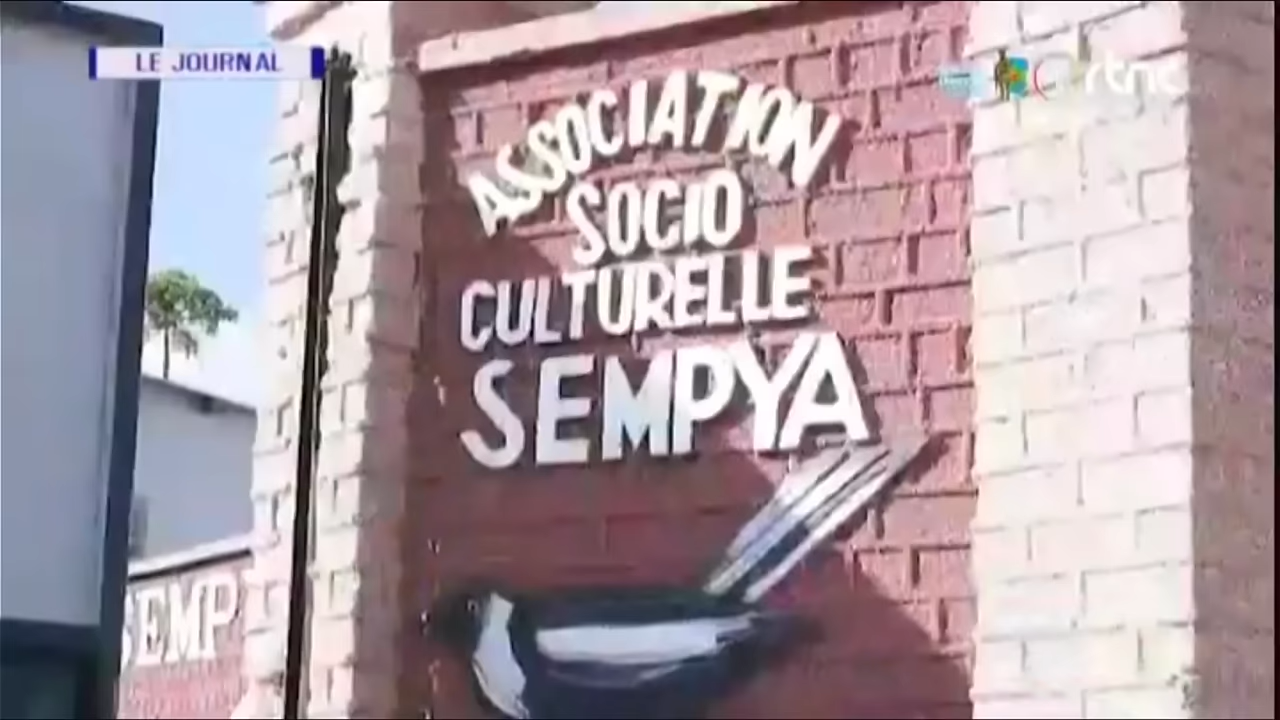 LE JOURNAL
rtnc
ASSOCIATION
SOCIO
CULTURELLE
SEMPYA
SEMP